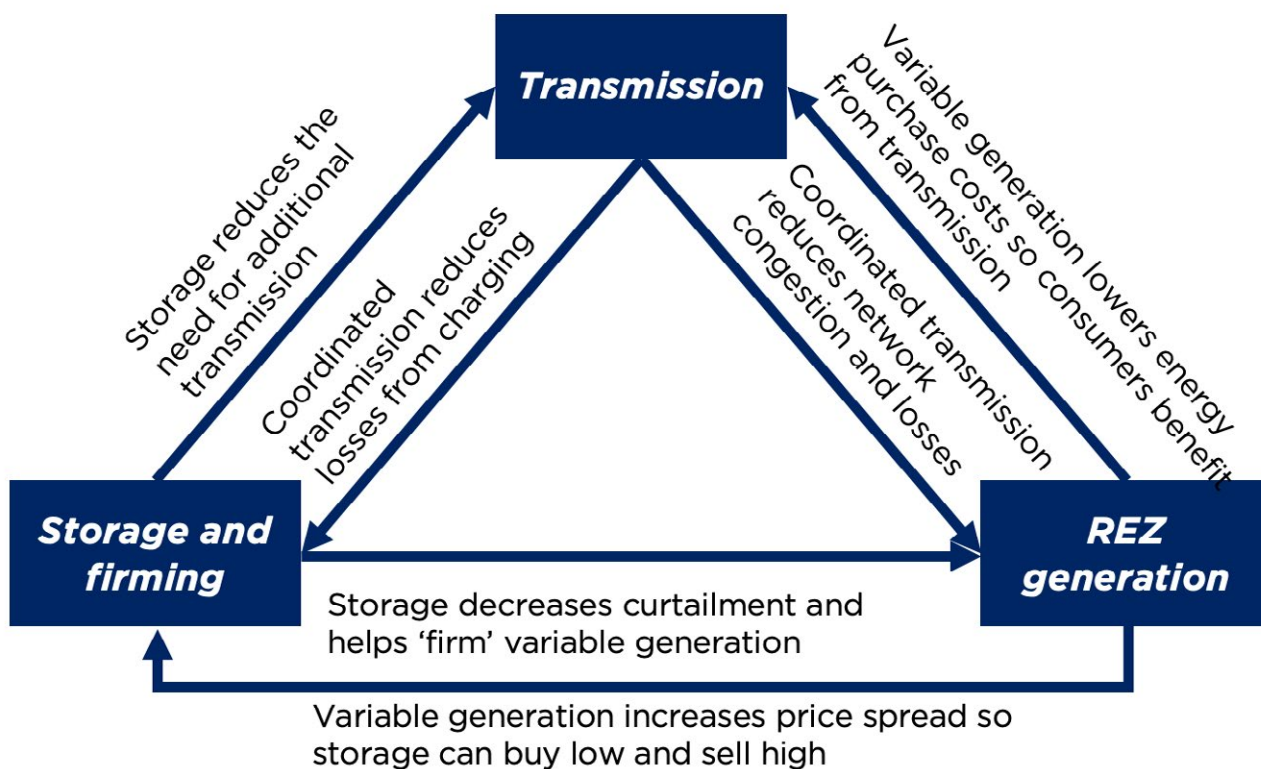 Transmission
Storage reduces the
need for additional
transmission
Coordinated
transmission reduces
losses from charging
Coordinated transmission
reduces network
congestion and losses
Variable generation lowers energy
purchase costs so consumers benefit
from transmission
Storage and
firming
REZ
generation
Storage decreases curtailment and
helps ‘firm’ variable generation
Variable generation increases price spread so
storage can buy low and sell high